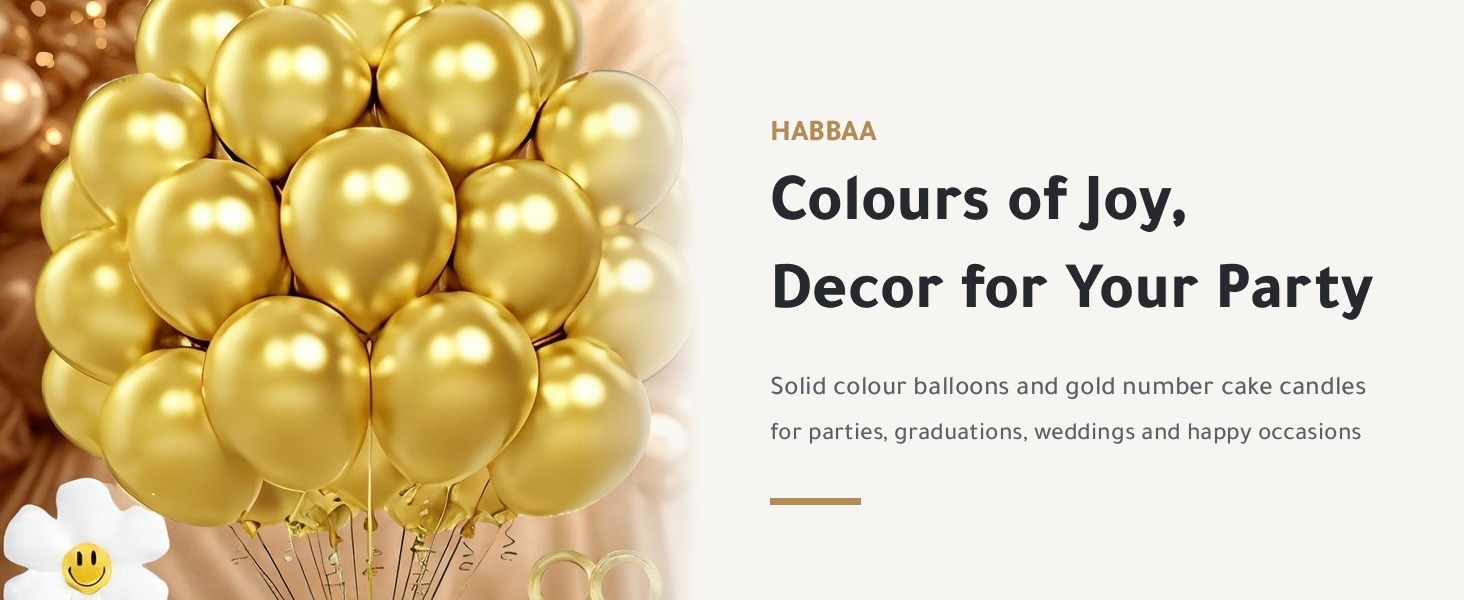 HABBAA
Colours of Joy,
Decor for Your Party
Solid colour balloons and gold number cake candles
for parties, graduations, weddings and happy occasions